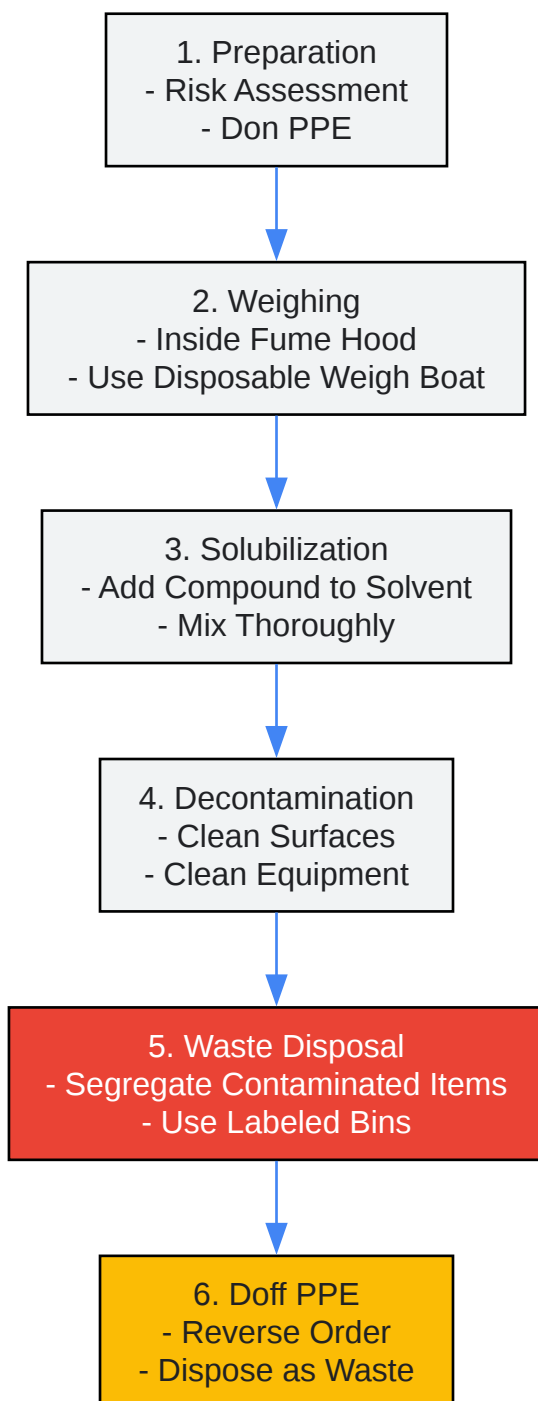 1. Preparation
- Risk Assessment
- Don PPE
2. Weighing
- Inside Fume Hood
- Use Disposable Weigh Boat
3. Solubilization
- Add Compound to Solvent
- Mix Thoroughly
4. Decontamination
- Clean Surfaces
- Clean Equipment
5. Waste Disposal
- Segregate Contaminated Items
- Use Labeled Bins
6. Doff PPE
- Reverse Order
- Dispose as Waste